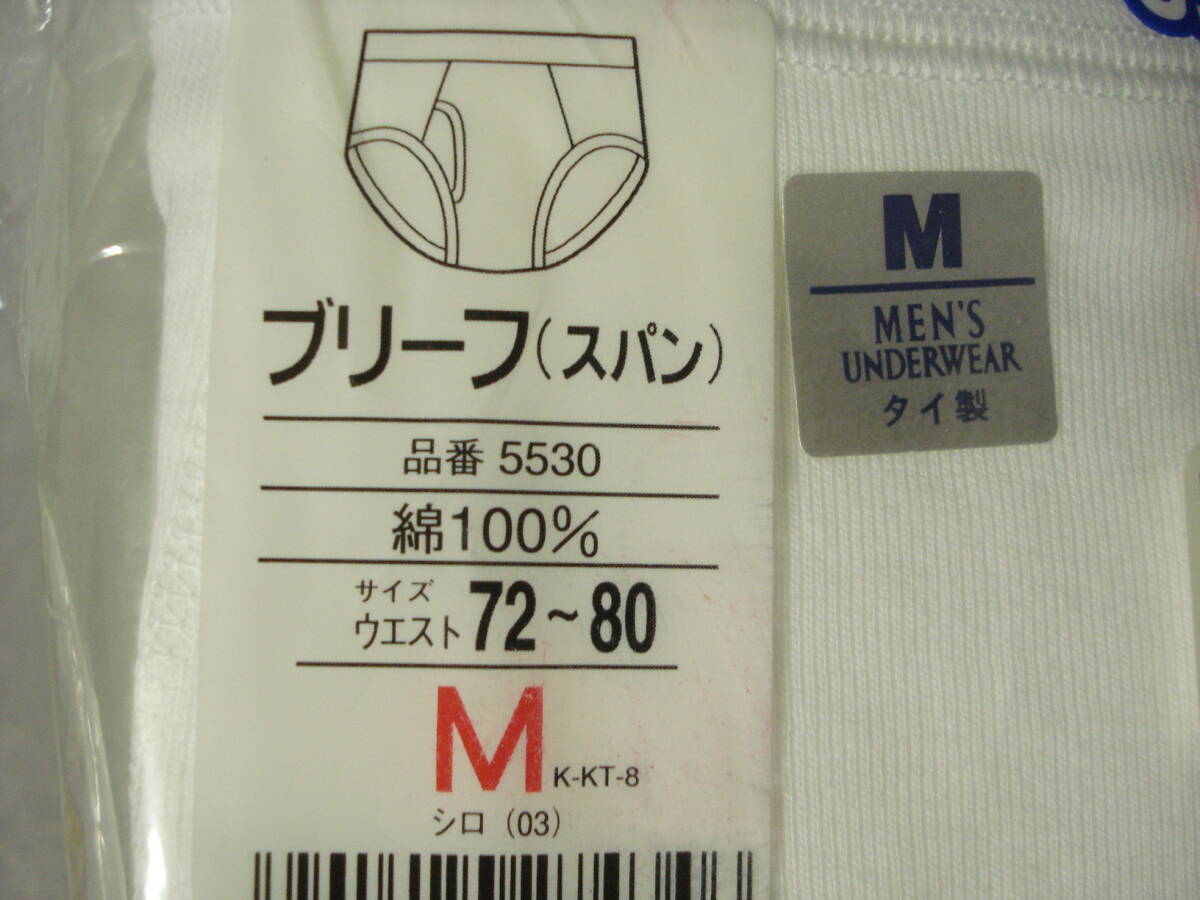 ブリーフ(スパン)
品番 5530
綿100%
サイズ
ウエスト 72~80
M K-KT-8
シロ (03)
M
MEN'S
UNDERWEAR
タイ製